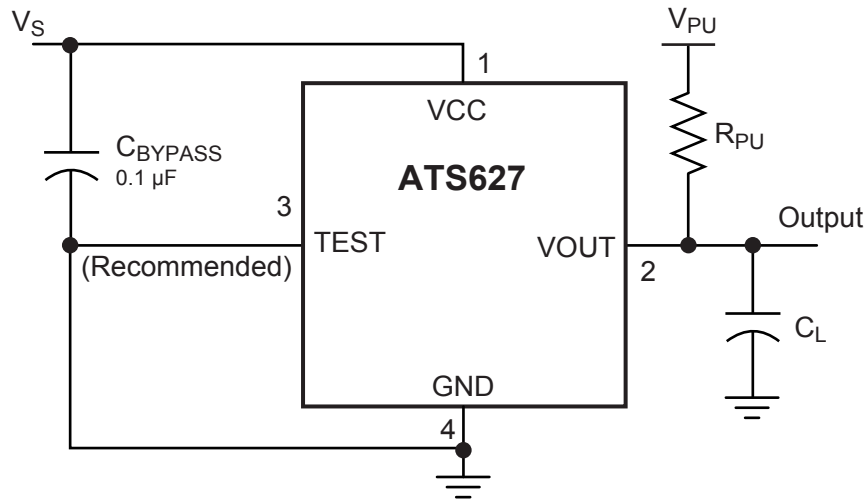 V_S
V_PU
1
VCC
C_BYPASS
0.1 µF
ATS627
R_PU
3
Output
TEST
VOUT
(Recommended)
2
C_L
GND
4